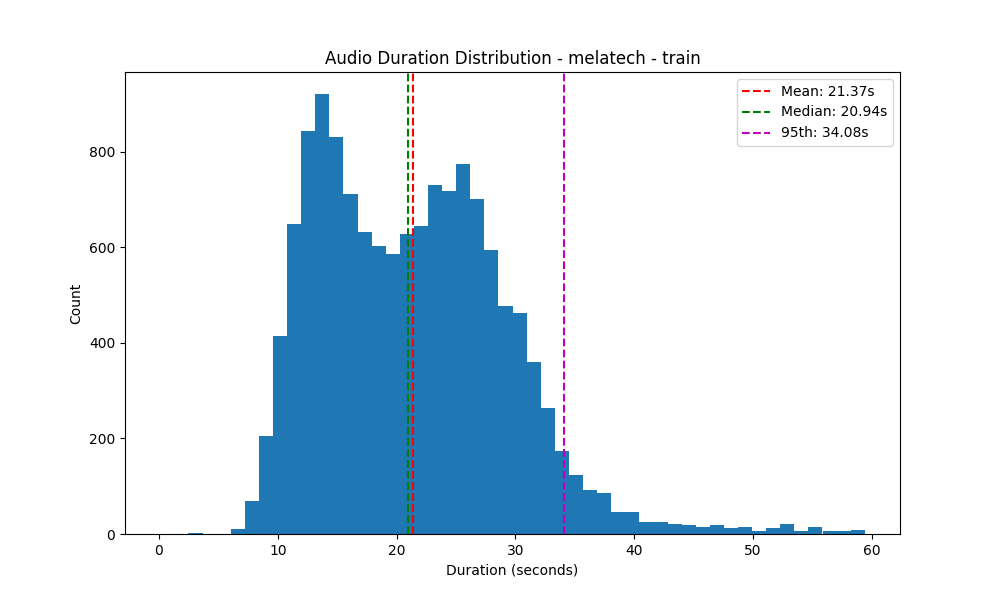 Audio Duration Distribution - melatech - train
Mean: 21.37s
Median: 20.94s
95th: 34.08s
800
600
400
200
0
Count
0 10 20 30 40 50 60
Duration (seconds)